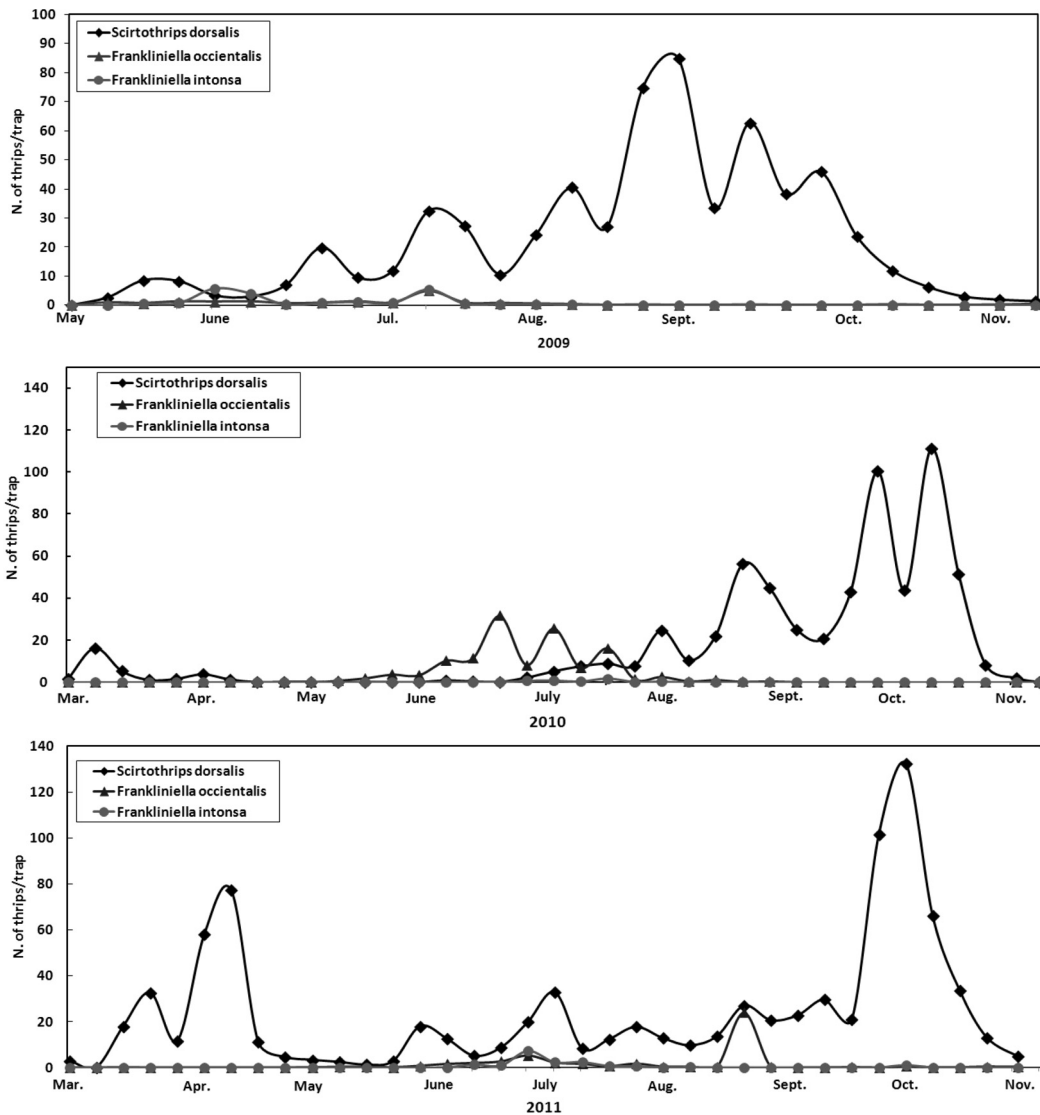 100
90
80
70
60
50
40
30
20
10
0
N. of thrips/trap
Scirtothrips dorsalis
Frankliniella occientalis
Frankliniella intonsa
May June Jul. Aug. Sept. Oct. Nov.
2009
140
120
100
80
60
40
20
0
N. of thrips/trap
Scirtothrips dorsalis
Frankliniella occientalis
Frankliniella intonsa
Mar. Apr. May June July Aug. Sept. Oct. Nov.
2010
140
120
100
80
60
40
20
0
N. of thrips/trap
Scirtothrips dorsalis
Frankliniella occientalis
Frankliniella intonsa
Mar. Apr. May June July Aug. Sept. Oct. Nov.
2011